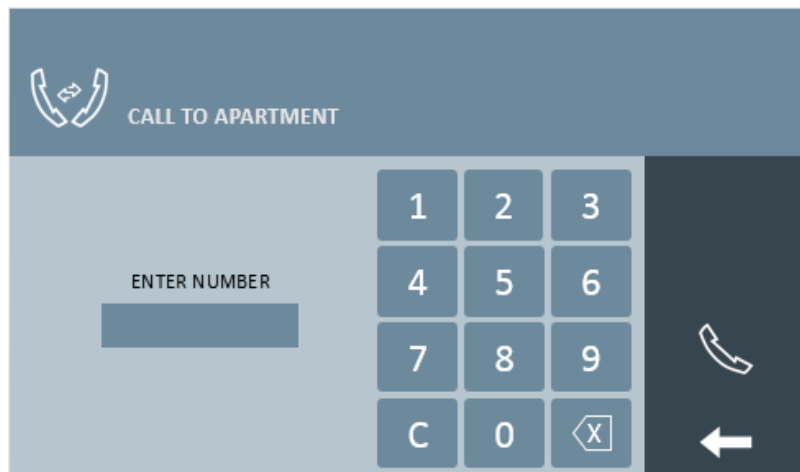 CALL TO APARTMENT
ENTER NUMBER
1 2 3
4 5 6
7 8 9
C 0 X